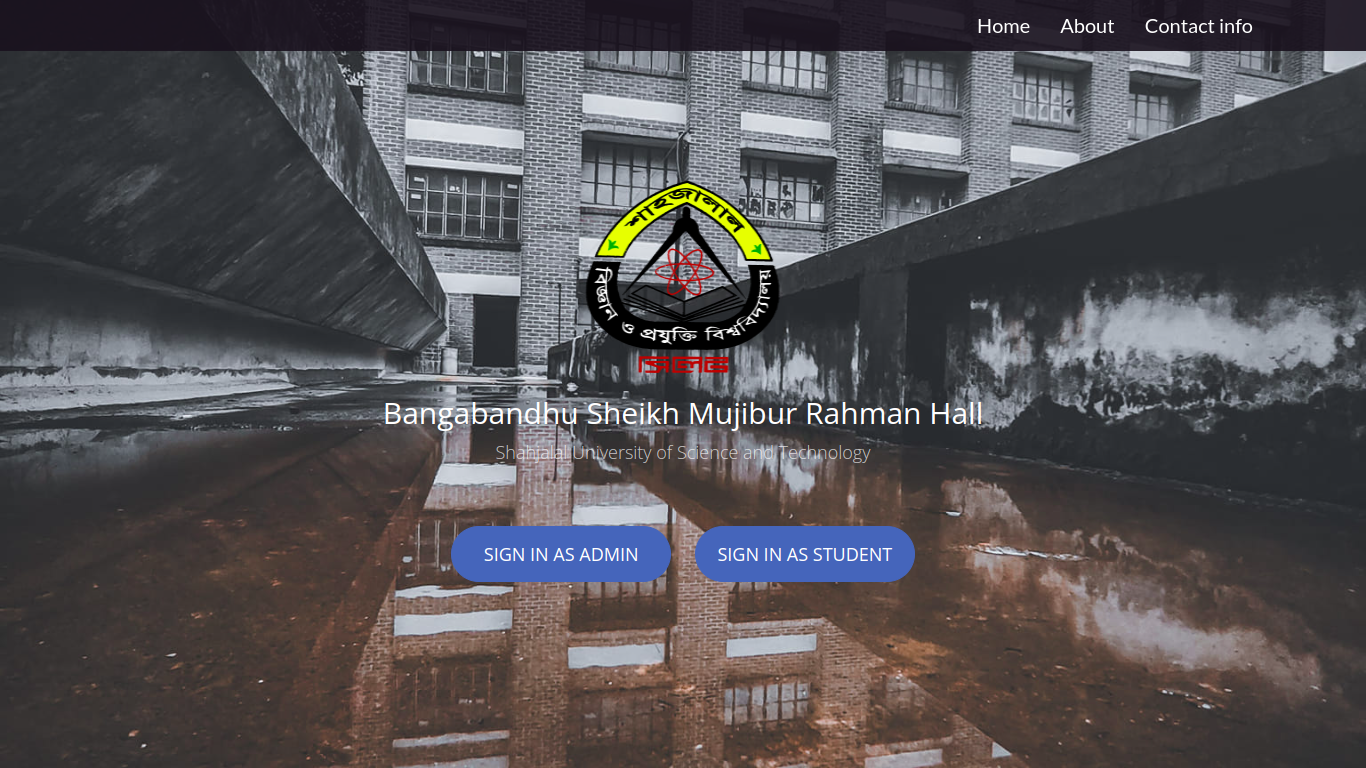 Home About Contact info
শাহজালাল
বিজ্ঞান ও প্রযুক্তি বিশ্ববিদ্যালয়
সিলেট
Bangabandhu Sheikh Mujibur Rahman Hall
Shahjalal University of Science and Technology
SIGN IN AS ADMIN SIGN IN AS STUDENT